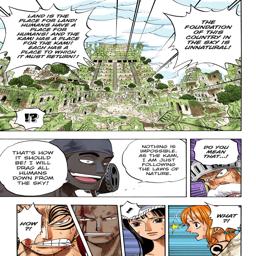 THE
FOUNDATION
OF THIS
COUNTRY IN
THE SKY IS
UNNATURAL!
LAND IS THE
PLACE FOR LAND!
HUMANS HAVE A
PLACE FOR
HUMANS! AND THE
KAMI HAS A PLACE
FOR THE KAMI!
EACH HAS A
PLACE TO WHICH
IT MUST RETURN!!
!?
DO YOU
MEAN
THAT...!
NOTHING IS
IMPOSSIBLE.
AS THE KAMI,
I AM JUST
FOLLOWING
THE LAWS OF
NATURE.
THAT'S HOW
IT SHOULD
BE! I WILL
DRAG ALL
HUMANS
DOWN FROM
THE SKY!
WHAT
?!
HOW
?!